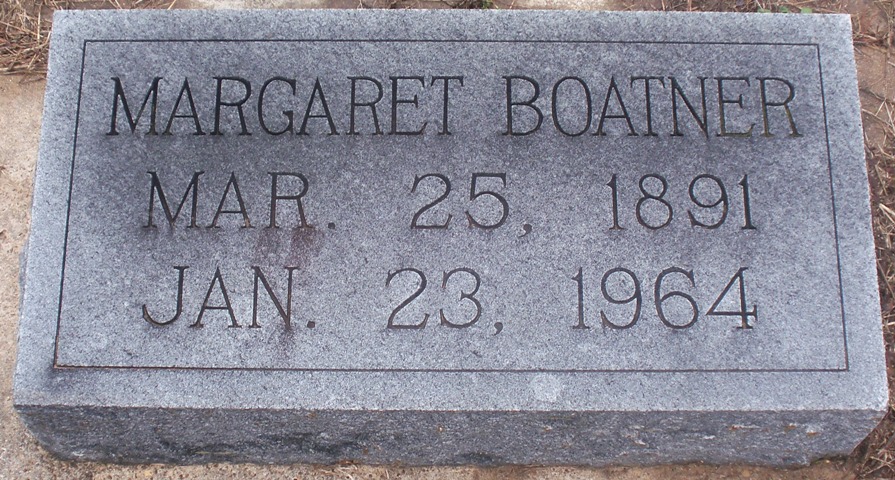 MARGARET BOATNER
MAR. 25, 1891
JAN. 23, 1964